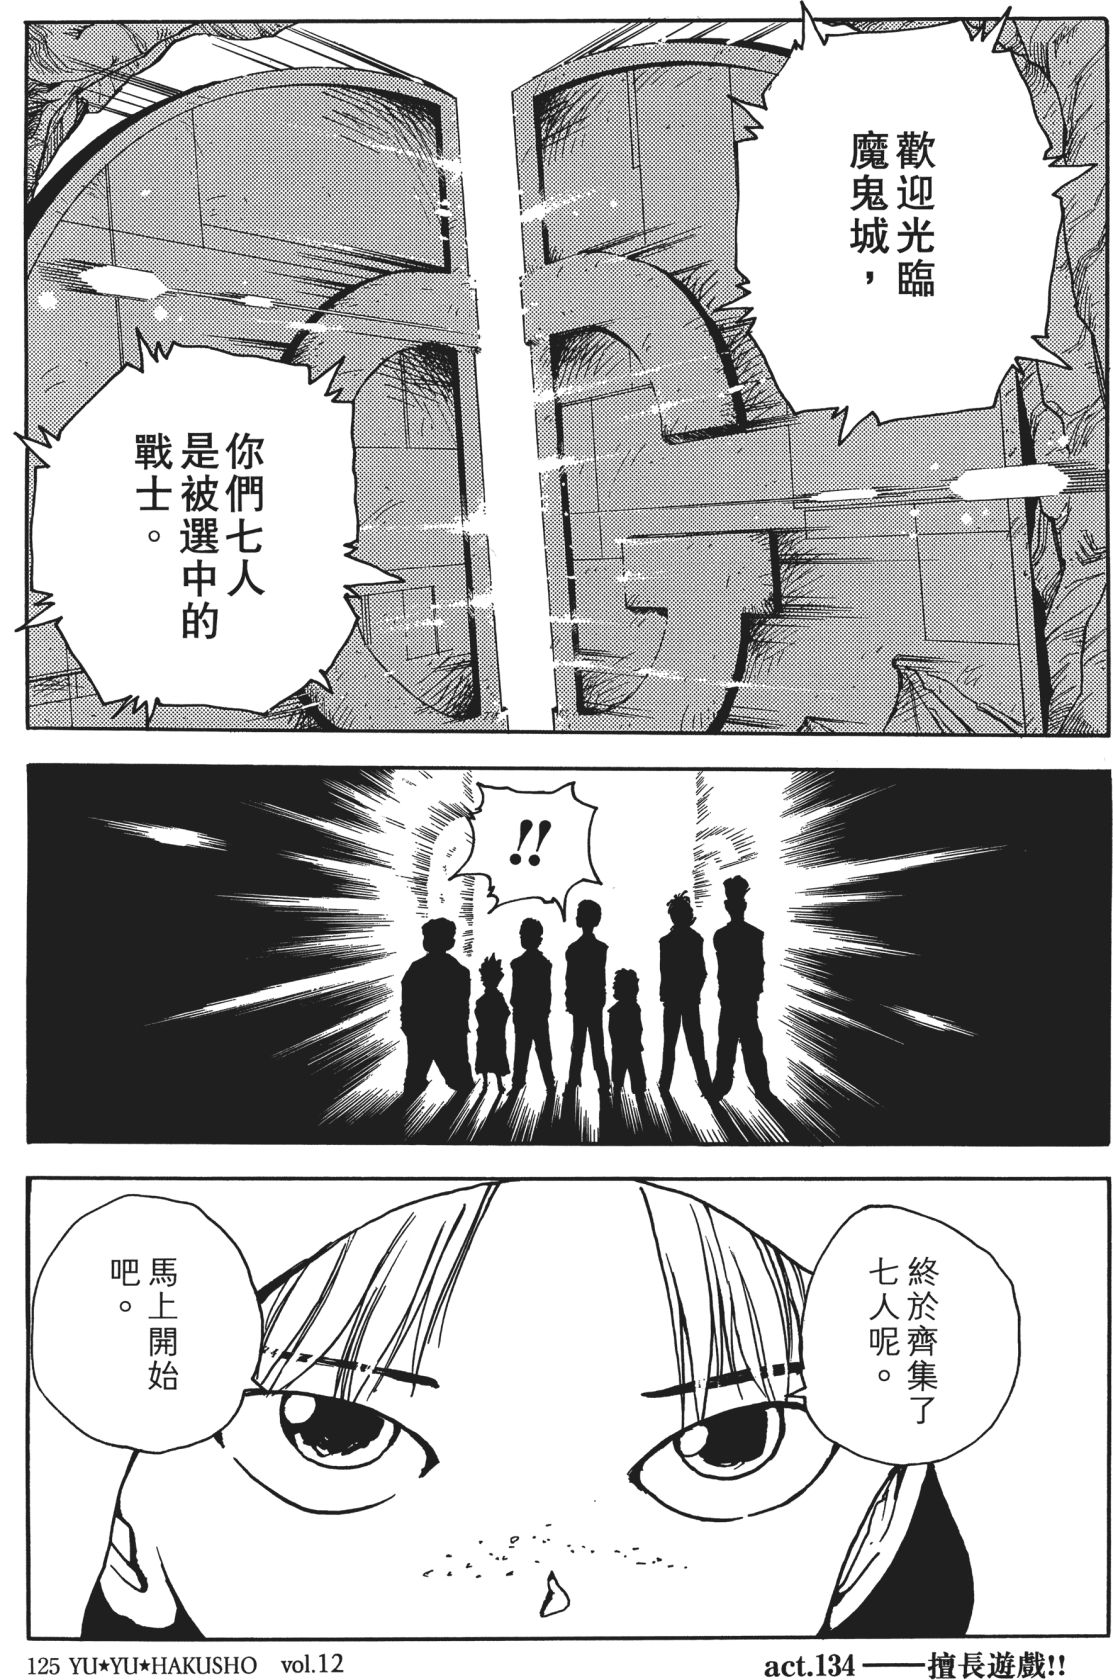 歡迎光臨
魔鬼城，
你們七人
是被選中的
戰士。
!!
終於齊集了
七人呢。
馬上開始
吧。
125 YU★YU★HAKUSHO vol.12
act.134——擅長遊戲!!